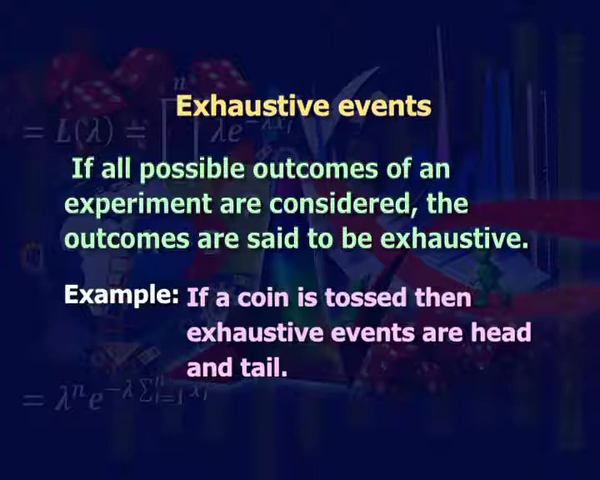 Exhaustive events
= L(λ) =
If all possible outcomes of an
experiment are considered, the
outcomes are said to be exhaustive.
Example: If a coin is tossed then
exhaustive events are head
and tail.